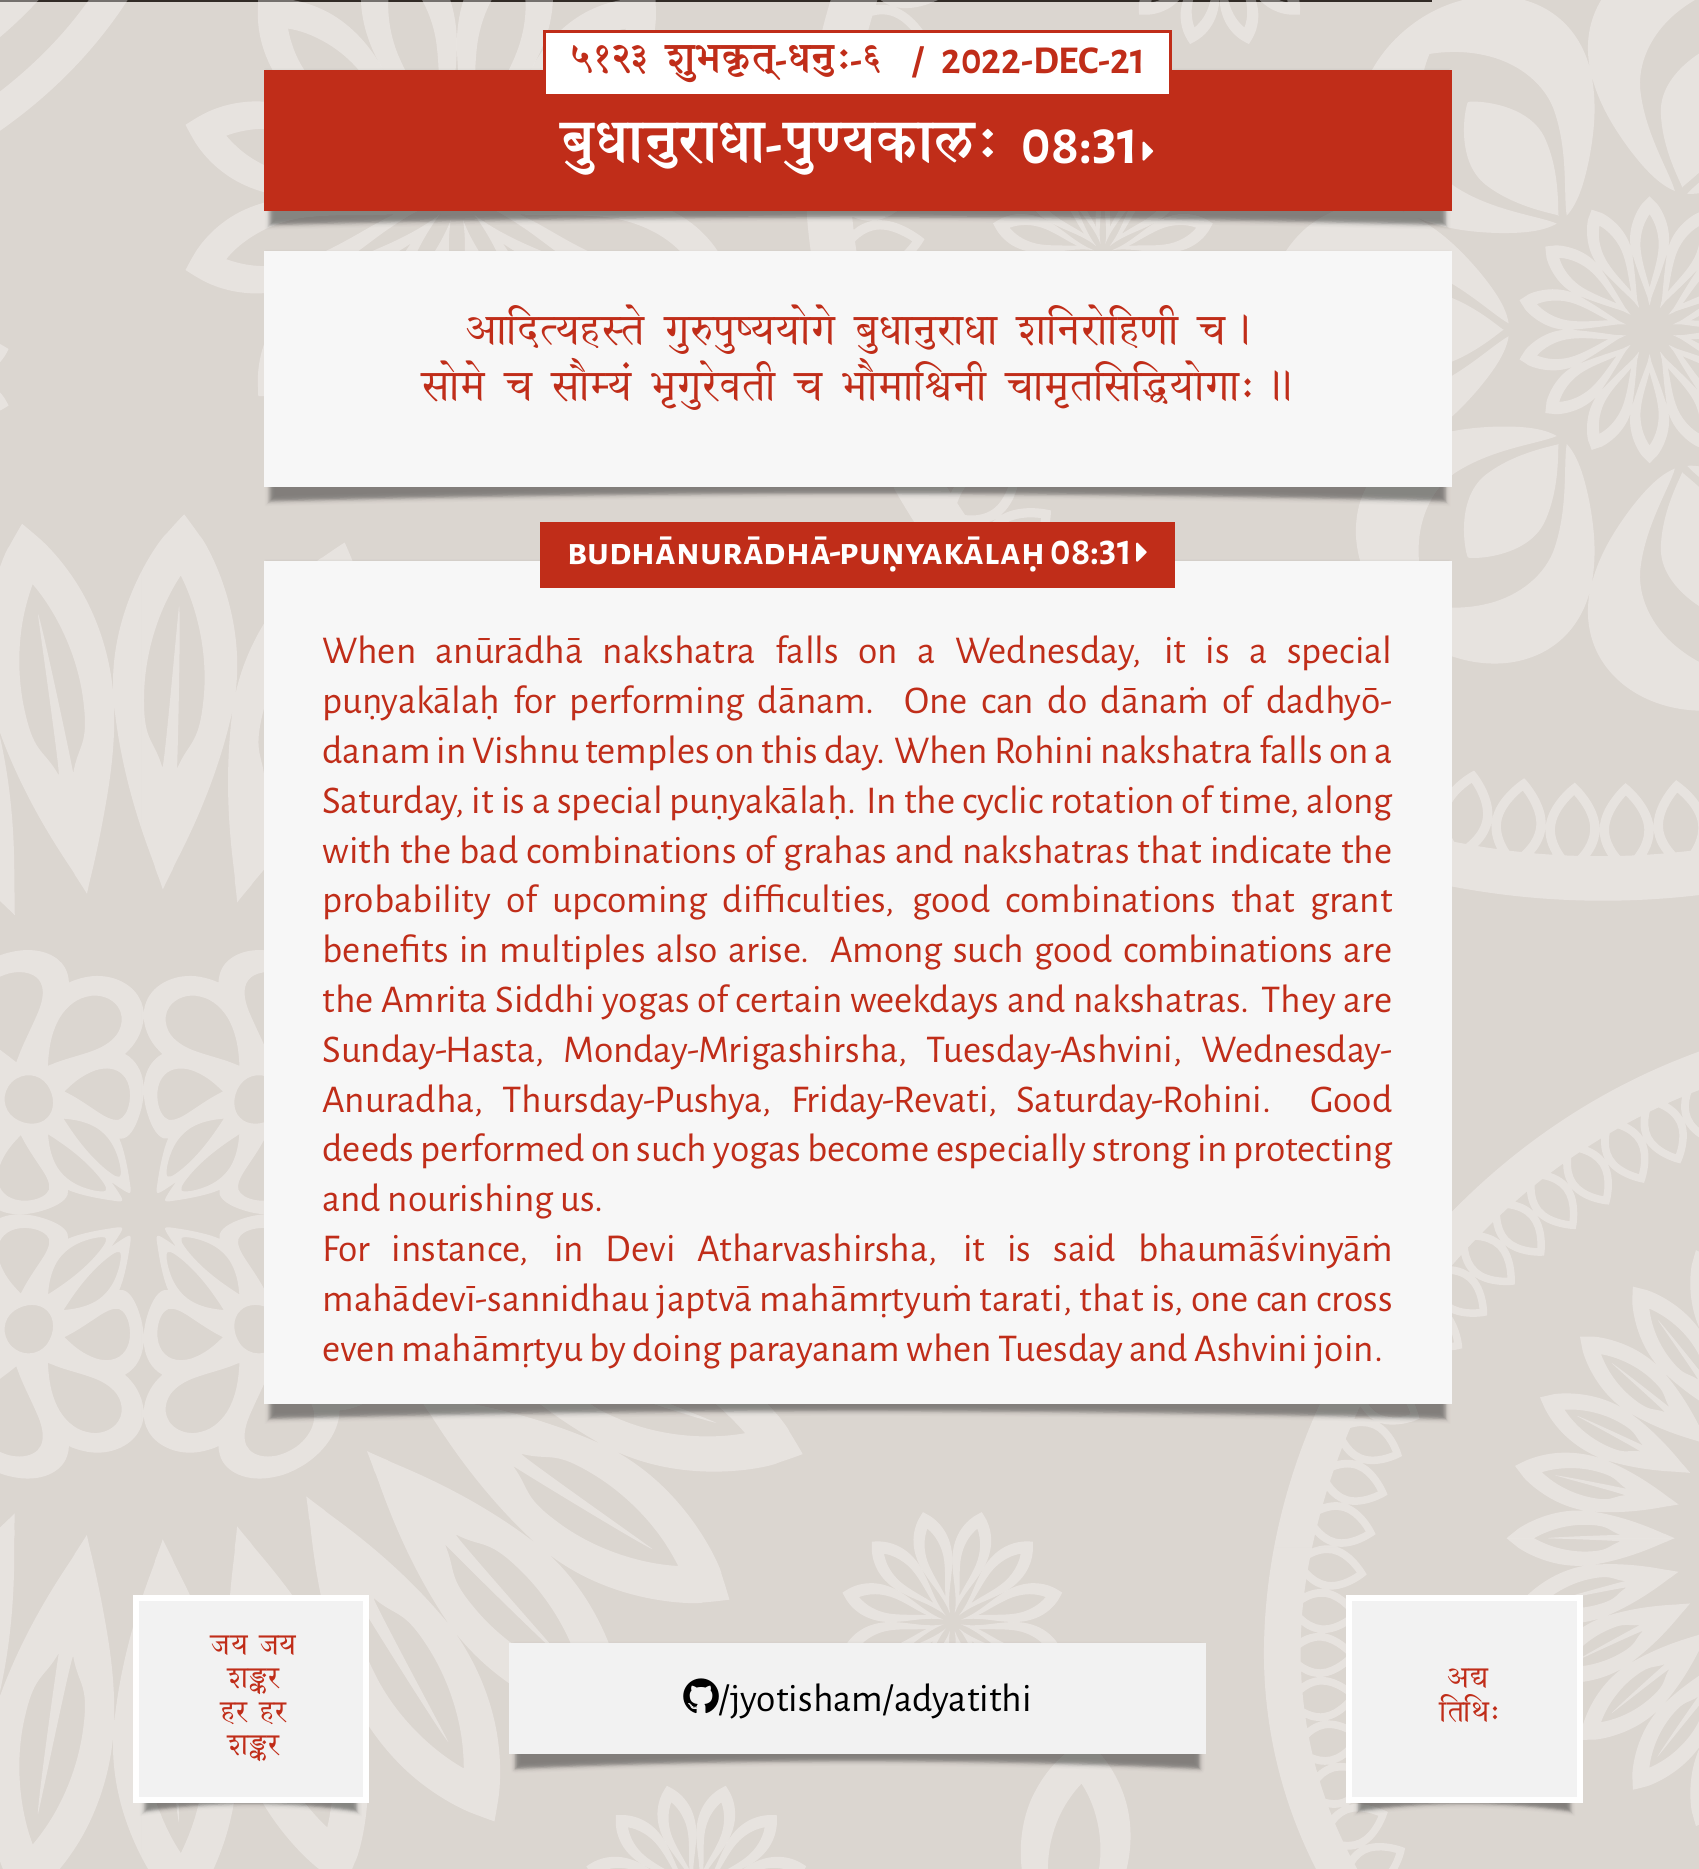 ५१२३ शुभकृत्-धनुः-६ / 2022-DEC-21
बुधानुराधा-पुण्यकालः 08:31▸
आदित्यहस्ते गुरुपुष्ययोगे बुधानुराधा शनिरोहिणी च।
सोमे च सौम्यं भृगुरेवती च भौमाश्विनी चामृतसिद्धियोगाः॥
BUDHĀNURĀDHĀ-PUṆYAKĀLAḤ 08:31▸
When anūrādhā nakshatra falls on a Wednesday, it is a special
puṇyakālaḥ for performing dānam. One can do dānaṁ of dadhyō-
danam in Vishnu temples on this day. When Rohini nakshatra falls on a
Saturday, it is a special puṇyakālaḥ. In the cyclic rotation of time, along
with the bad combinations of grahas and nakshatras that indicate the
probability of upcoming difficulties, good combinations that grant
benefits in multiples also arise. Among such good combinations are
the Amrita Siddhi yogas of certain weekdays and nakshatras. They are
Sunday-Hasta, Monday-Mrigashirsha, Tuesday-Ashvini, Wednesday-
Anuradha, Thursday-Pushya, Friday-Revati, Saturday-Rohini. Good
deeds performed on such yogas become especially strong in protecting
and nourishing us.
For instance, in Devi Atharvashirsha, it is said bhaumāśvinyāṁ
mahādevī-sannidhau japtvā mahāmṛtyuṁ tarati, that is, one can cross
even mahāmṛtyu by doing parayanam when Tuesday and Ashvini join.
जय जय
शङ्कर
हर हर
शङ्कर
/jyotisham/adyatithi
अद्य
तिथिः